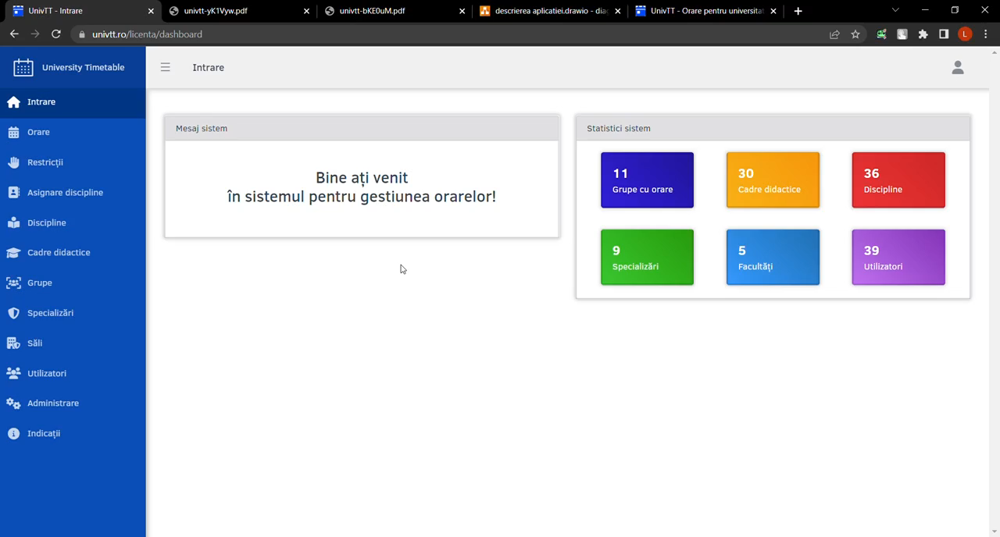 UnivTT - Intrare
univtt-yK1Vyw.pdf
univtt-bKE0uM.pdf
descrierea aplicatiei.drawio - dia
UnivTT - Orare pentru universitat
univtt.ro/licenta/dashboard
L
University Timetable
Intrare
Intrare
Orare
Restricții
Asignare discipline
Discipline
Cadre didactice
Grupe
Specializări
Săli
Utilizatori
Administrare
Indicații
Mesaj sistem
Bine ați venit
în sistemul pentru gestiunea orarelor!
Statistici sistem
11
Grupe cu orare
30
Cadre didactice
36
Discipline
9
Specializări
5
Facultăți
39
Utilizatori